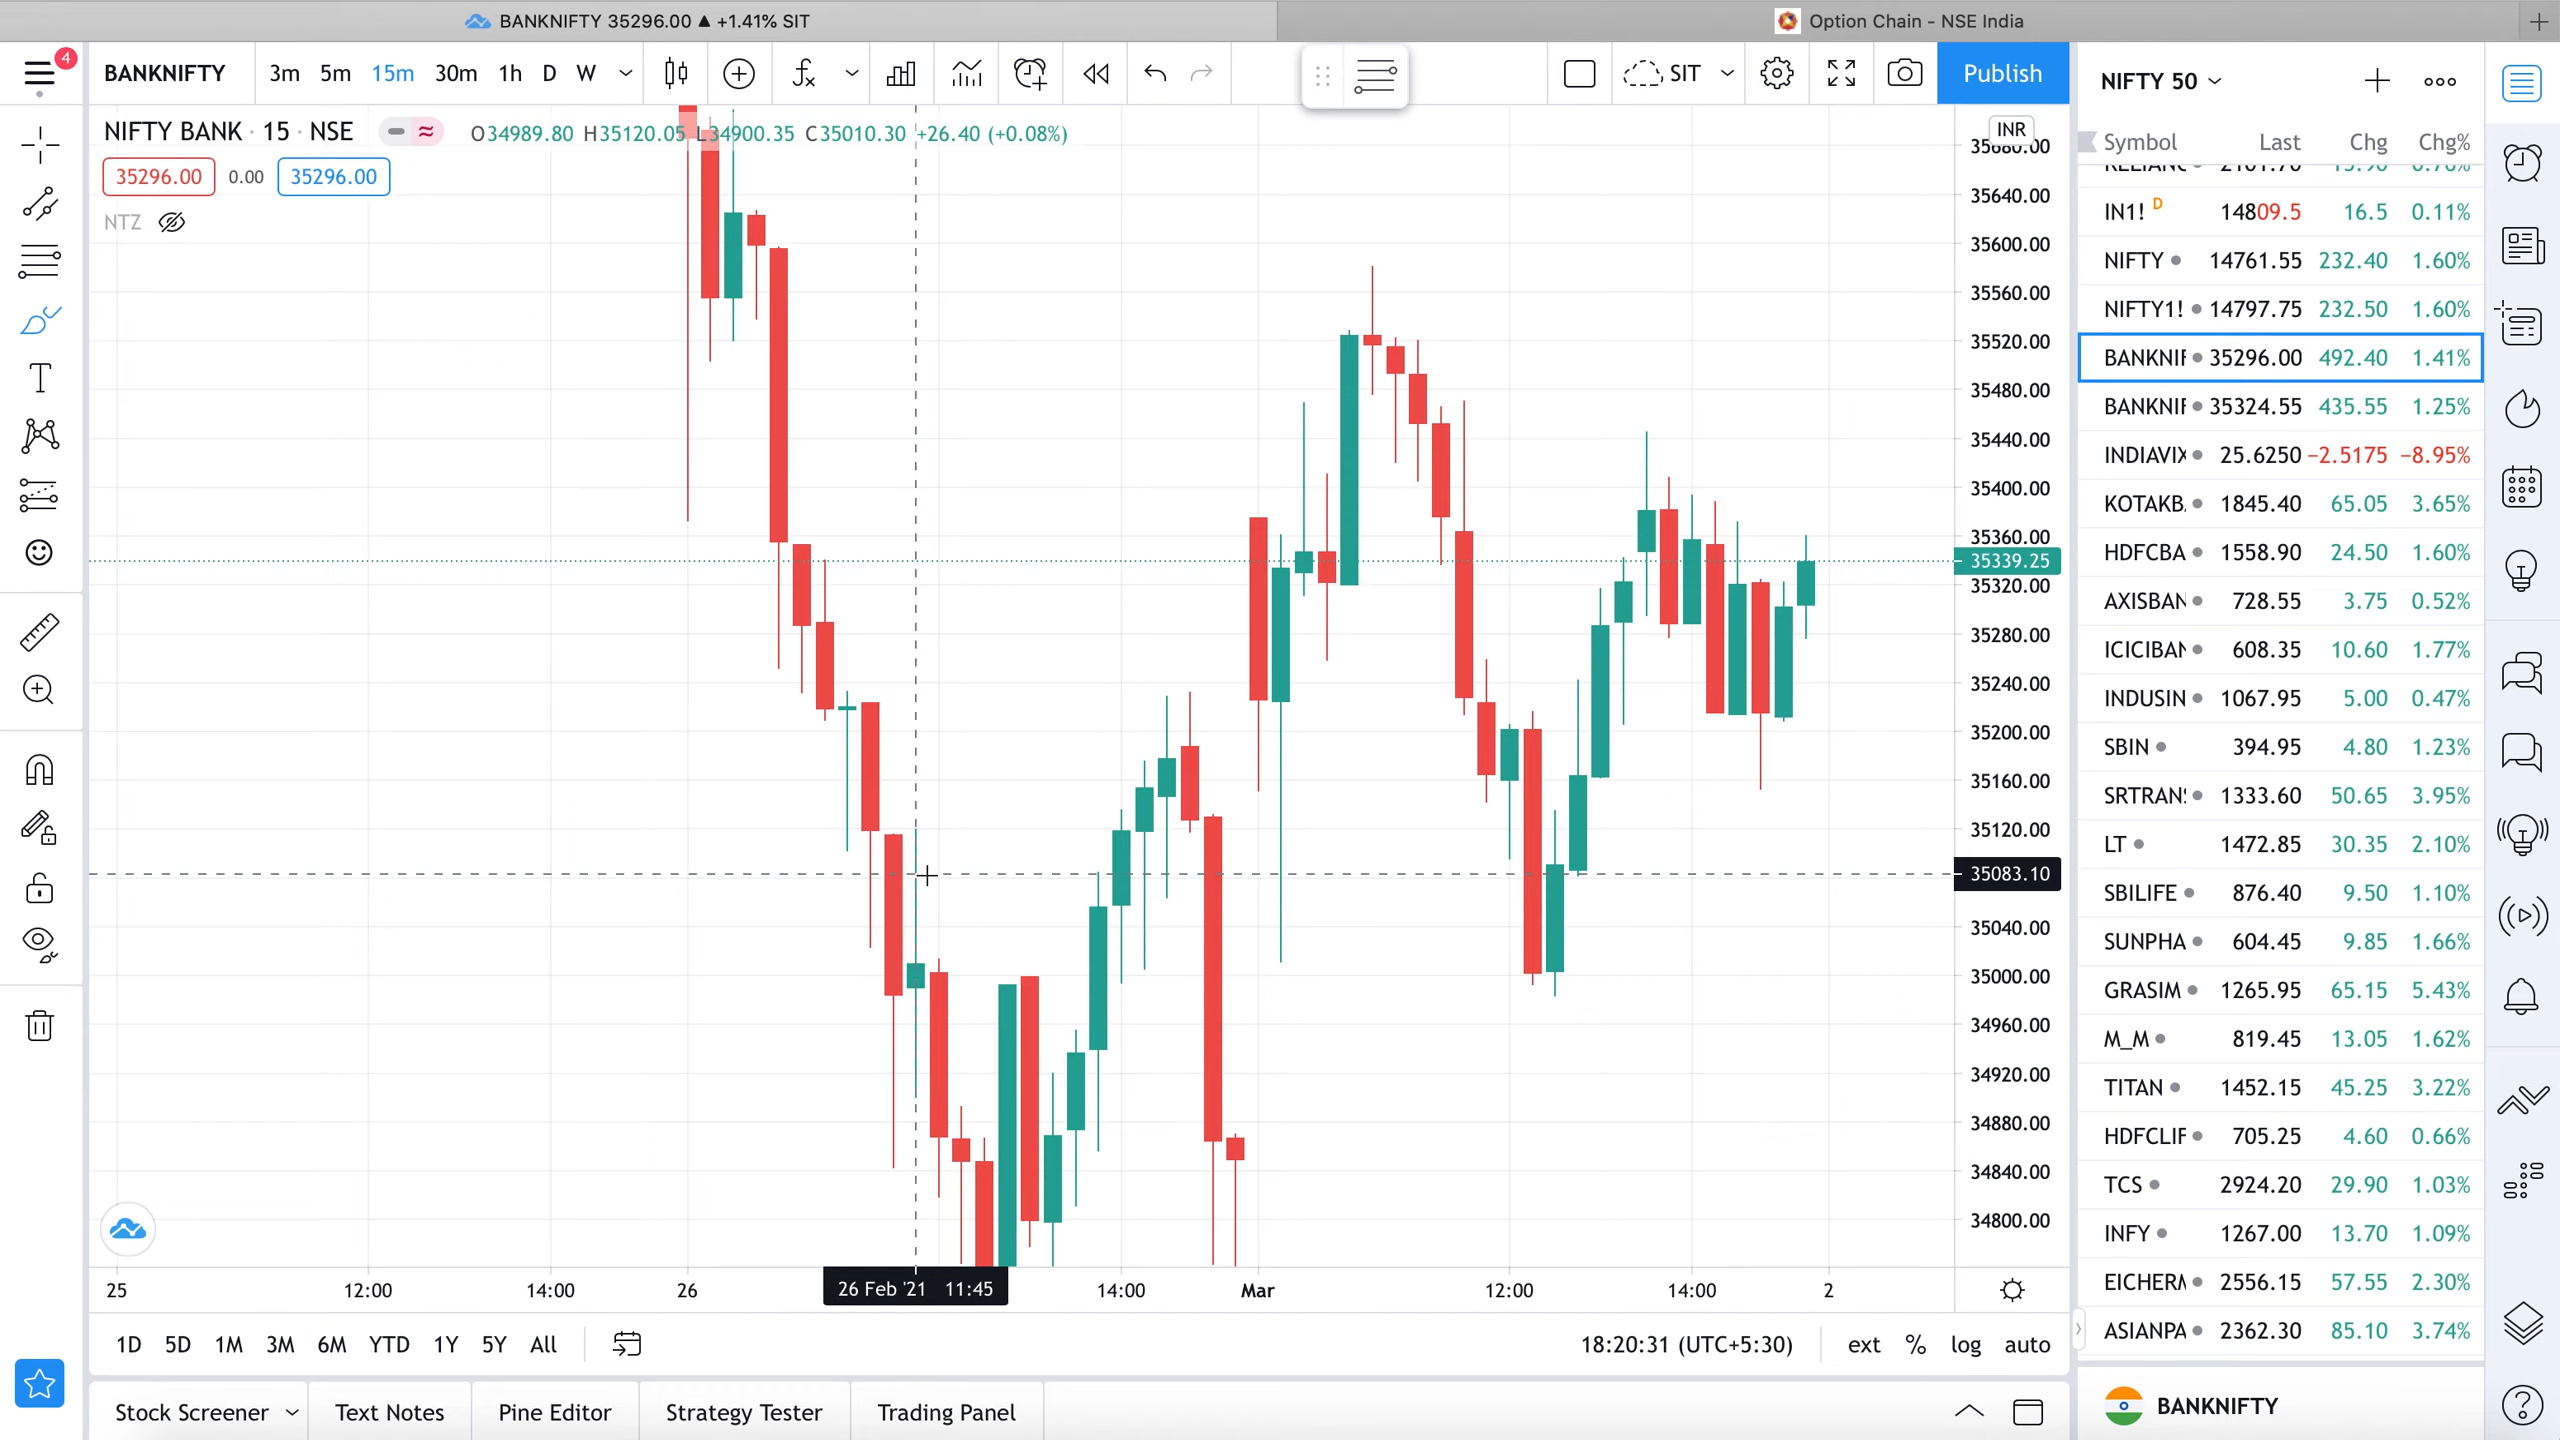 BANKNIFTY 35296.00 ▲ +1.41% SIT
Option Chain - NSE India
4
BANKNIFTY 3m 5m 15m 30m 1h D W
SIT
Publish
NIFTY BANK · 15 · NSE
O34989.80 H35120.05 L34900.35 C35010.30 +26.40 (+0.08%)
35296.00 0.00 35296.00
NTZ
INR
35680.00
35640.00
35600.00
35560.00
35520.00
35480.00
35440.00
35400.00
35360.00
35339.25
35320.00
35280.00
35240.00
35200.00
35160.00
35120.00
35083.10
35040.00
35000.00
34960.00
34920.00
34880.00
34840.00
34800.00
25 12:00 14:00 26 26 Feb '21 11:45 14:00 Mar 12:00 14:00 2
1D 5D 1M 3M 6M YTD 1Y 5Y All
18:20:31 (UTC+5:30) ext % log auto
Stock Screener Text Notes Pine Editor Strategy Tester Trading Panel
NIFTY 50
Symbol Last Chg Chg%
IN1! D 14809.5 16.5 0.11%
NIFTY 14761.55 232.40 1.60%
NIFTY1! 14797.75 232.50 1.60%
BANKNIF 35296.00 492.40 1.41%
BANKNIF 35324.55 435.55 1.25%
INDIAVIX 25.6250 −2.5175 −8.95%
KOTAKB 1845.40 65.05 3.65%
HDFCBA 1558.90 24.50 1.60%
AXISBAN 728.55 3.75 0.52%
ICICIBAN 608.35 10.60 1.77%
INDUSIN 1067.95 5.00 0.47%
SBIN 394.95 4.80 1.23%
SRTRAN 1333.60 50.65 3.95%
LT 1472.85 30.35 2.10%
SBILIFE 876.40 9.50 1.10%
SUNPHA 604.45 9.85 1.66%
GRASIM 1265.95 65.15 5.43%
M_M 819.45 13.05 1.62%
TITAN 1452.15 45.25 3.22%
HDFCLIF 705.25 4.60 0.66%
TCS 2924.20 29.90 1.03%
INFY 1267.00 13.70 1.09%
EICHERM 2556.15 57.55 2.30%
ASIANPA 2362.30 85.10 3.74%
BANKNIFTY